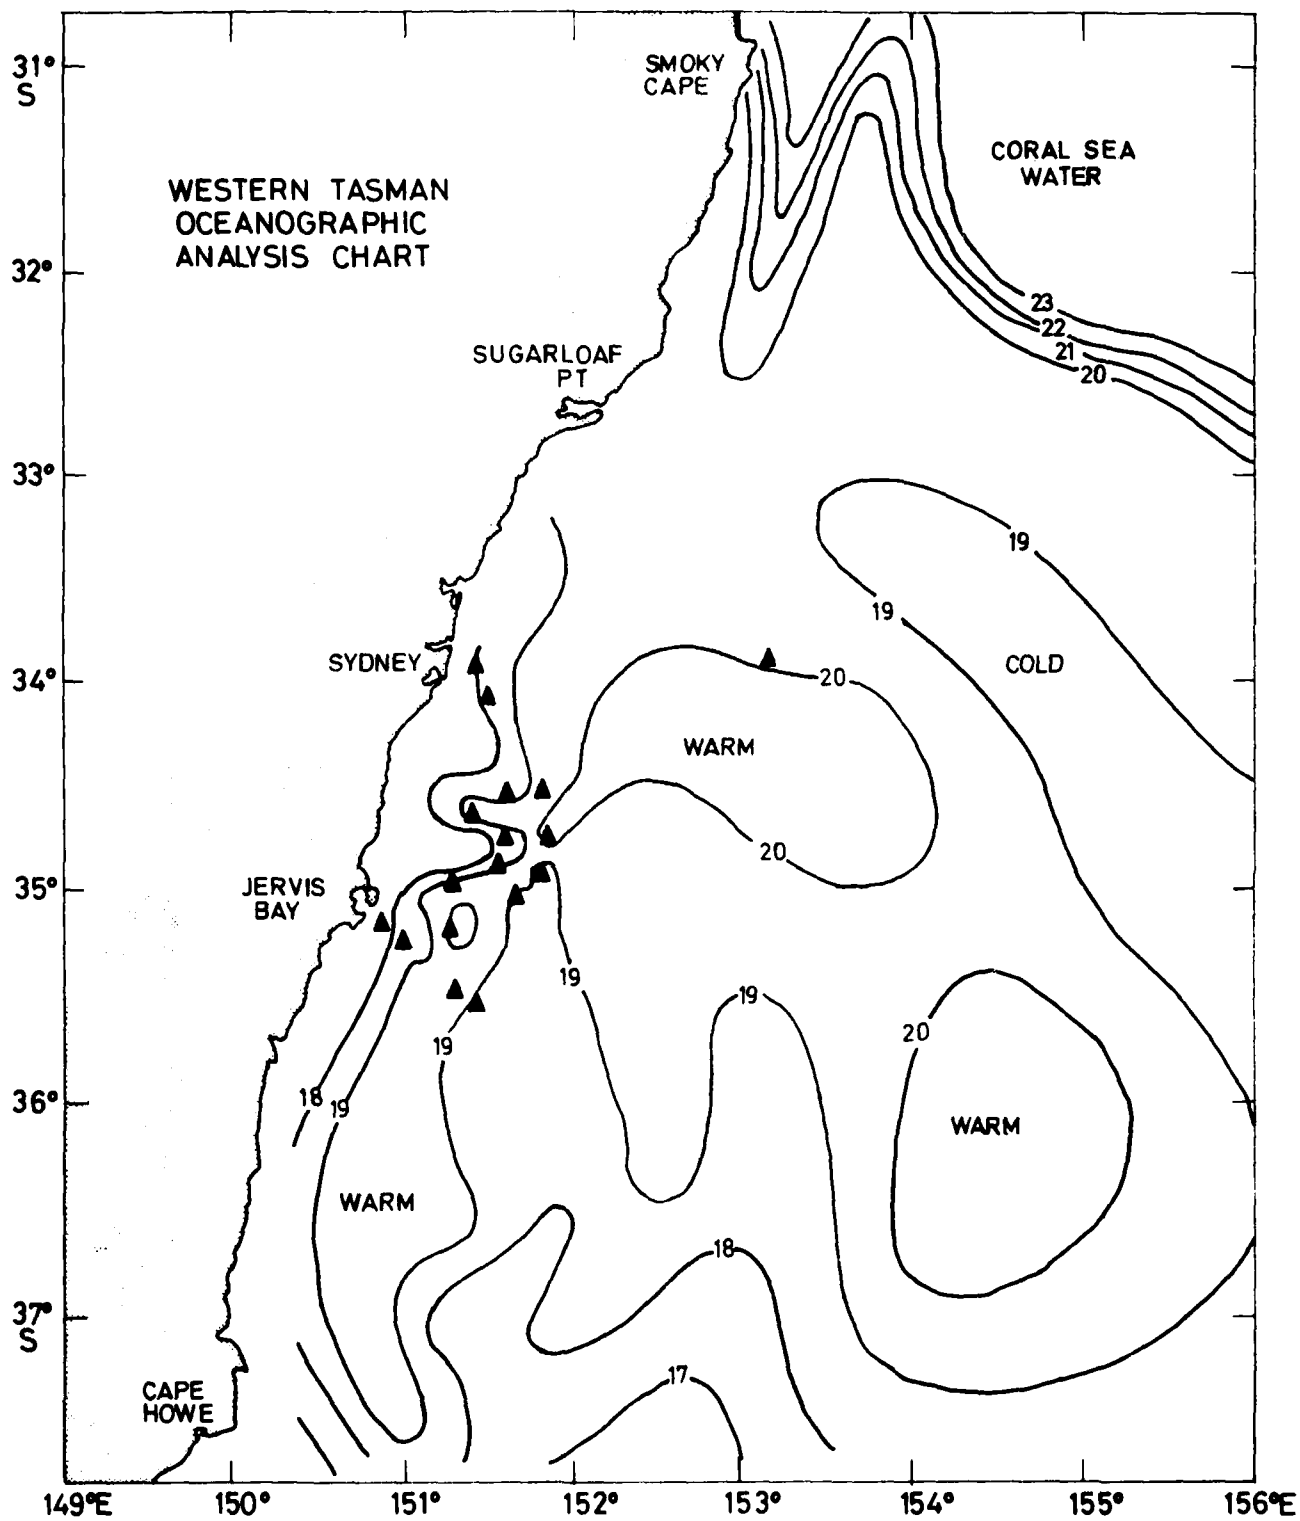 SMOKY
CAPE
31°
S
CORAL SEA
WATER
WESTERN TASMAN
OCEANOGRAPHIC
ANALYSIS CHART
32°
23
22
21
20
SUGARLOAF
PT
33°
19
19
SYDNEY
COLD
34°
20
WARM
20
35°
JERVIS
BAY
19
19
20
19
36°
18
19
WARM
WARM
18
37°
S
17
CAPE
HOWE
149°E 150° 151° 152° 153° 154° 155° 156°E